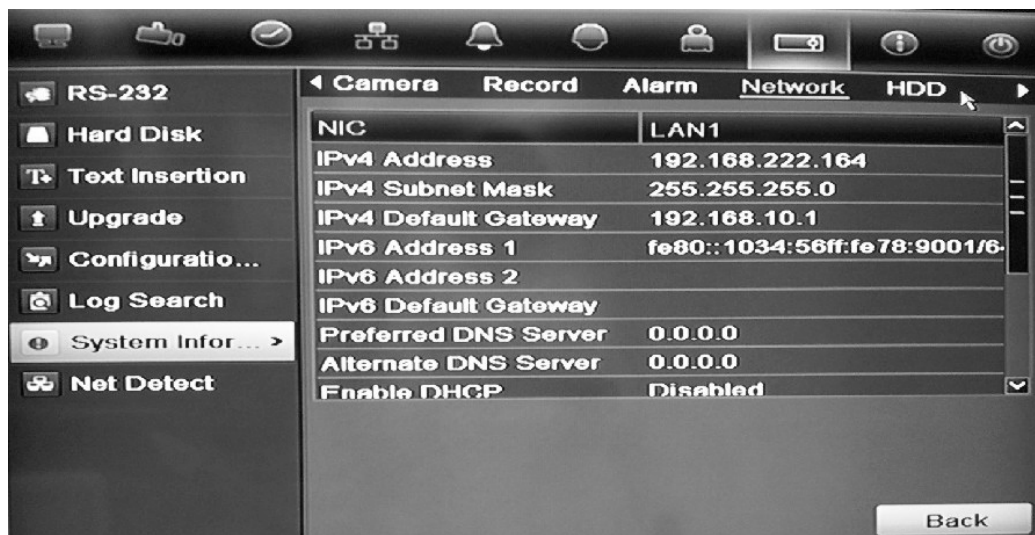 RS-232
Hard Disk
Text Insertion
Upgrade
Configuratio...
Log Search
System Infor... >
Net Detect
Camera Record Alarm Network HDD
NIC LAN1
IPv4 Address 192.168.222.164
IPv4 Subnet Mask 255.255.255.0
IPv4 Default Gateway 192.168.10.1
IPv6 Address 1 fe80::1034:56ff:fe78:9001/6
IPv6 Address 2
IPv6 Default Gateway
Preferred DNS Server 0.0.0.0
Alternate DNS Server 0.0.0.0
Enable DHCP Disabled
Back